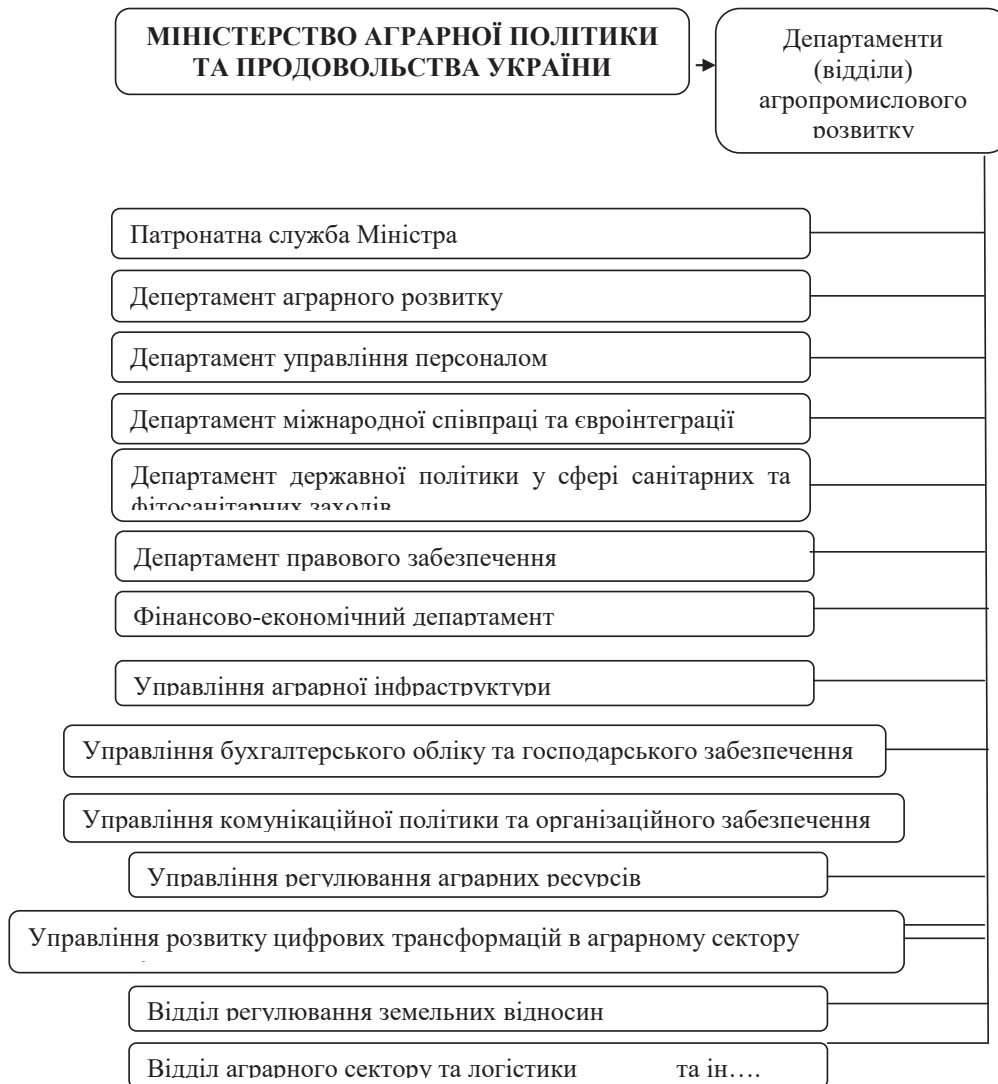 МІНІСТЕРСТВО АГРАРНОЇ ПОЛІТИКИ
ТА ПРОДОВОЛЬСТВА УКРАЇНИ
Департаменти
(відділи)
агропромислового
розвитку
Патронатна служба Міністра
Депертамент аграрного розвитку
Департамент управління персоналом
Департамент міжнародної співпраці та євроінтеграції
Департамент державної політики у сфері санітарних та
фітосанітарних заходів
Департамент правового забезпечення
Фінансово-економічний департамент
Управління аграрної інфраструктури
Управління бухгалтерського обліку та господарського забезпечення
Управління комунікаційної політики та організаційного забезпечення
Управління регулювання аграрних ресурсів
Управління розвитку цифрових трансформацій в аграрному сектору
Відділ регулювання земельних відносин
Відділ аграрного сектору та логістики та ін….